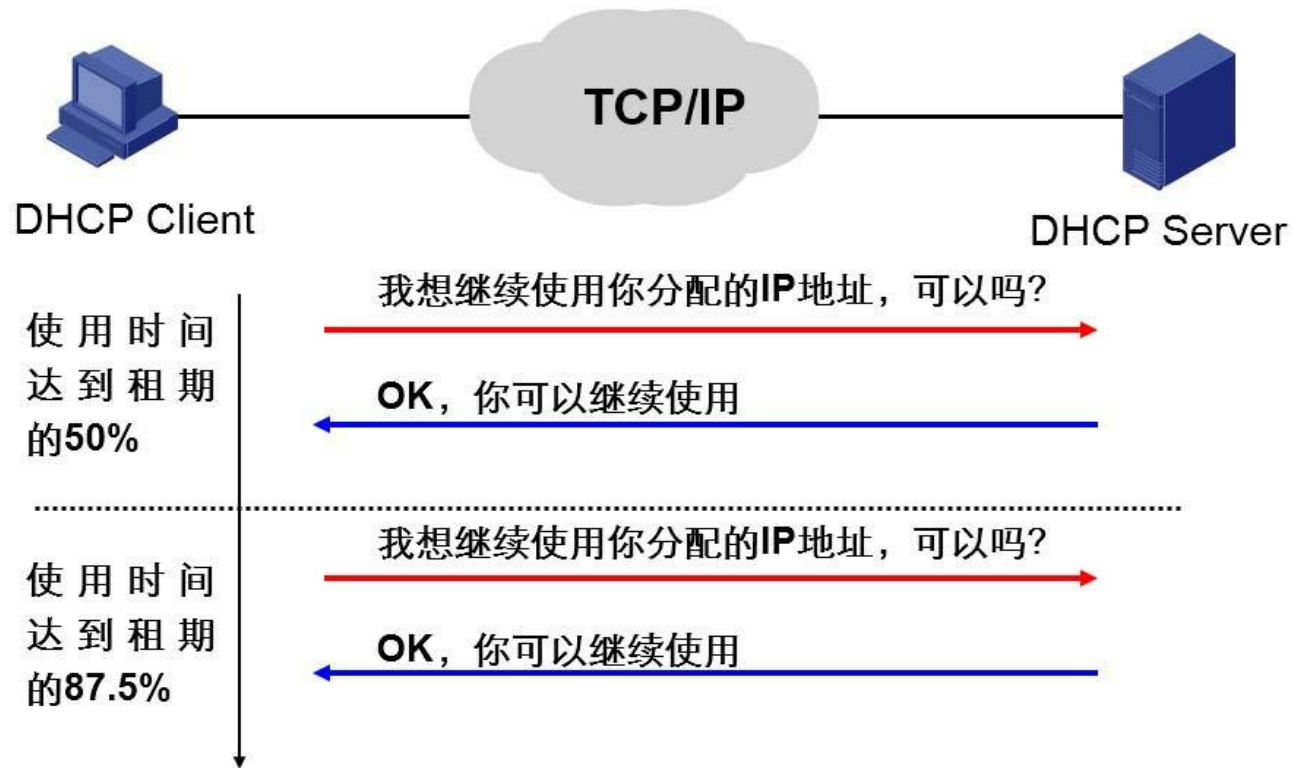 TCP/IP
DHCP Client
DHCP Server
使用时间
达到租期
的50%
我想继续使用你分配的IP地址，可以吗？
OK，你可以继续使用
使用时间
达到租期
的87.5%
我想继续使用你分配的IP地址，可以吗？
OK，你可以继续使用